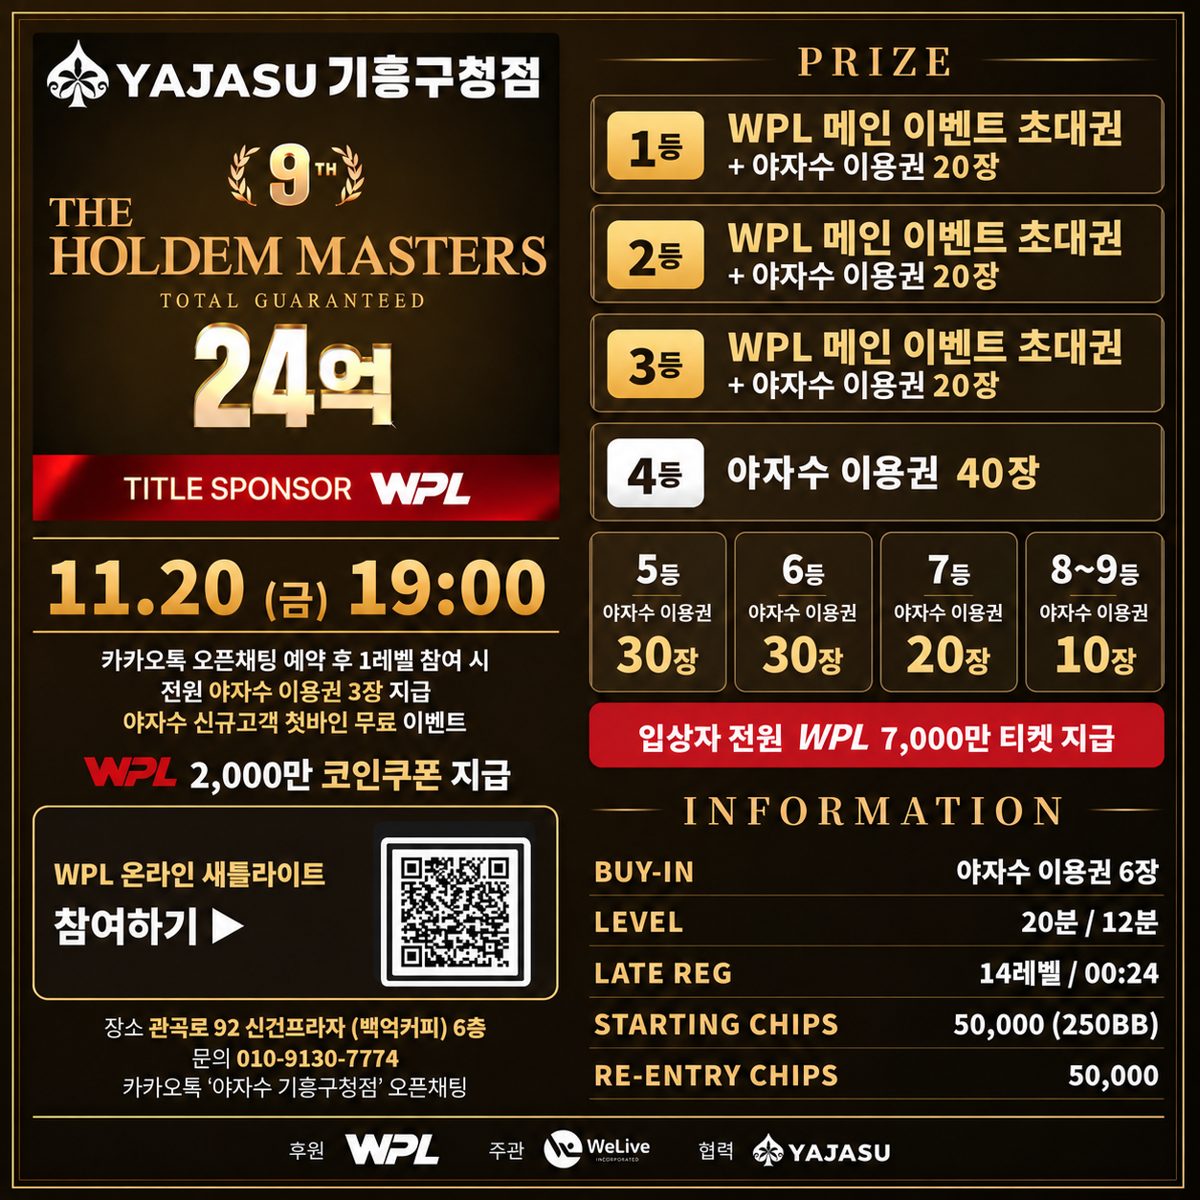 YAJASU 기흥구청점
9TH
THE
HOLDEM MASTERS
TOTAL GUARANTEED
24억
TITLE SPONSOR WPL
11.20 (금) 19:00
카카오톡 오픈채팅 예약 후 1레벨 참여 시
전원 야자수 이용권 3장 지급
야자수 신규고객 첫바인 무료 이벤트
WPL 2,000만 코인쿠폰 지급
WPL 온라인 새틀라이트
참여하기 ▶
장소 관곡로 92 신건프라자 (백억커피) 6층
문의 010-9130-7774
카카오톡 ‘야자수 기흥구청점’ 오픈채팅
PRIZE
1등
WPL 메인 이벤트 초대권
+ 야자수 이용권 20장
2등
WPL 메인 이벤트 초대권
+ 야자수 이용권 20장
3등
WPL 메인 이벤트 초대권
+ 야자수 이용권 20장
4등 야자수 이용권 40장
5등
야자수 이용권
30장
6등
야자수 이용권
30장
7등
야자수 이용권
20장
8~9등
야자수 이용권
10장
입상자 전원 WPL 7,000만 티켓 지급
INFORMATION
BUY-IN 야자수 이용권 6장
LEVEL 20분 / 12분
LATE REG 14레벨 / 00:24
STARTING CHIPS 50,000 (250BB)
RE-ENTRY CHIPS 50,000
후원 WPL 주관 WeLive INCORPORATED 협력 YAJASU